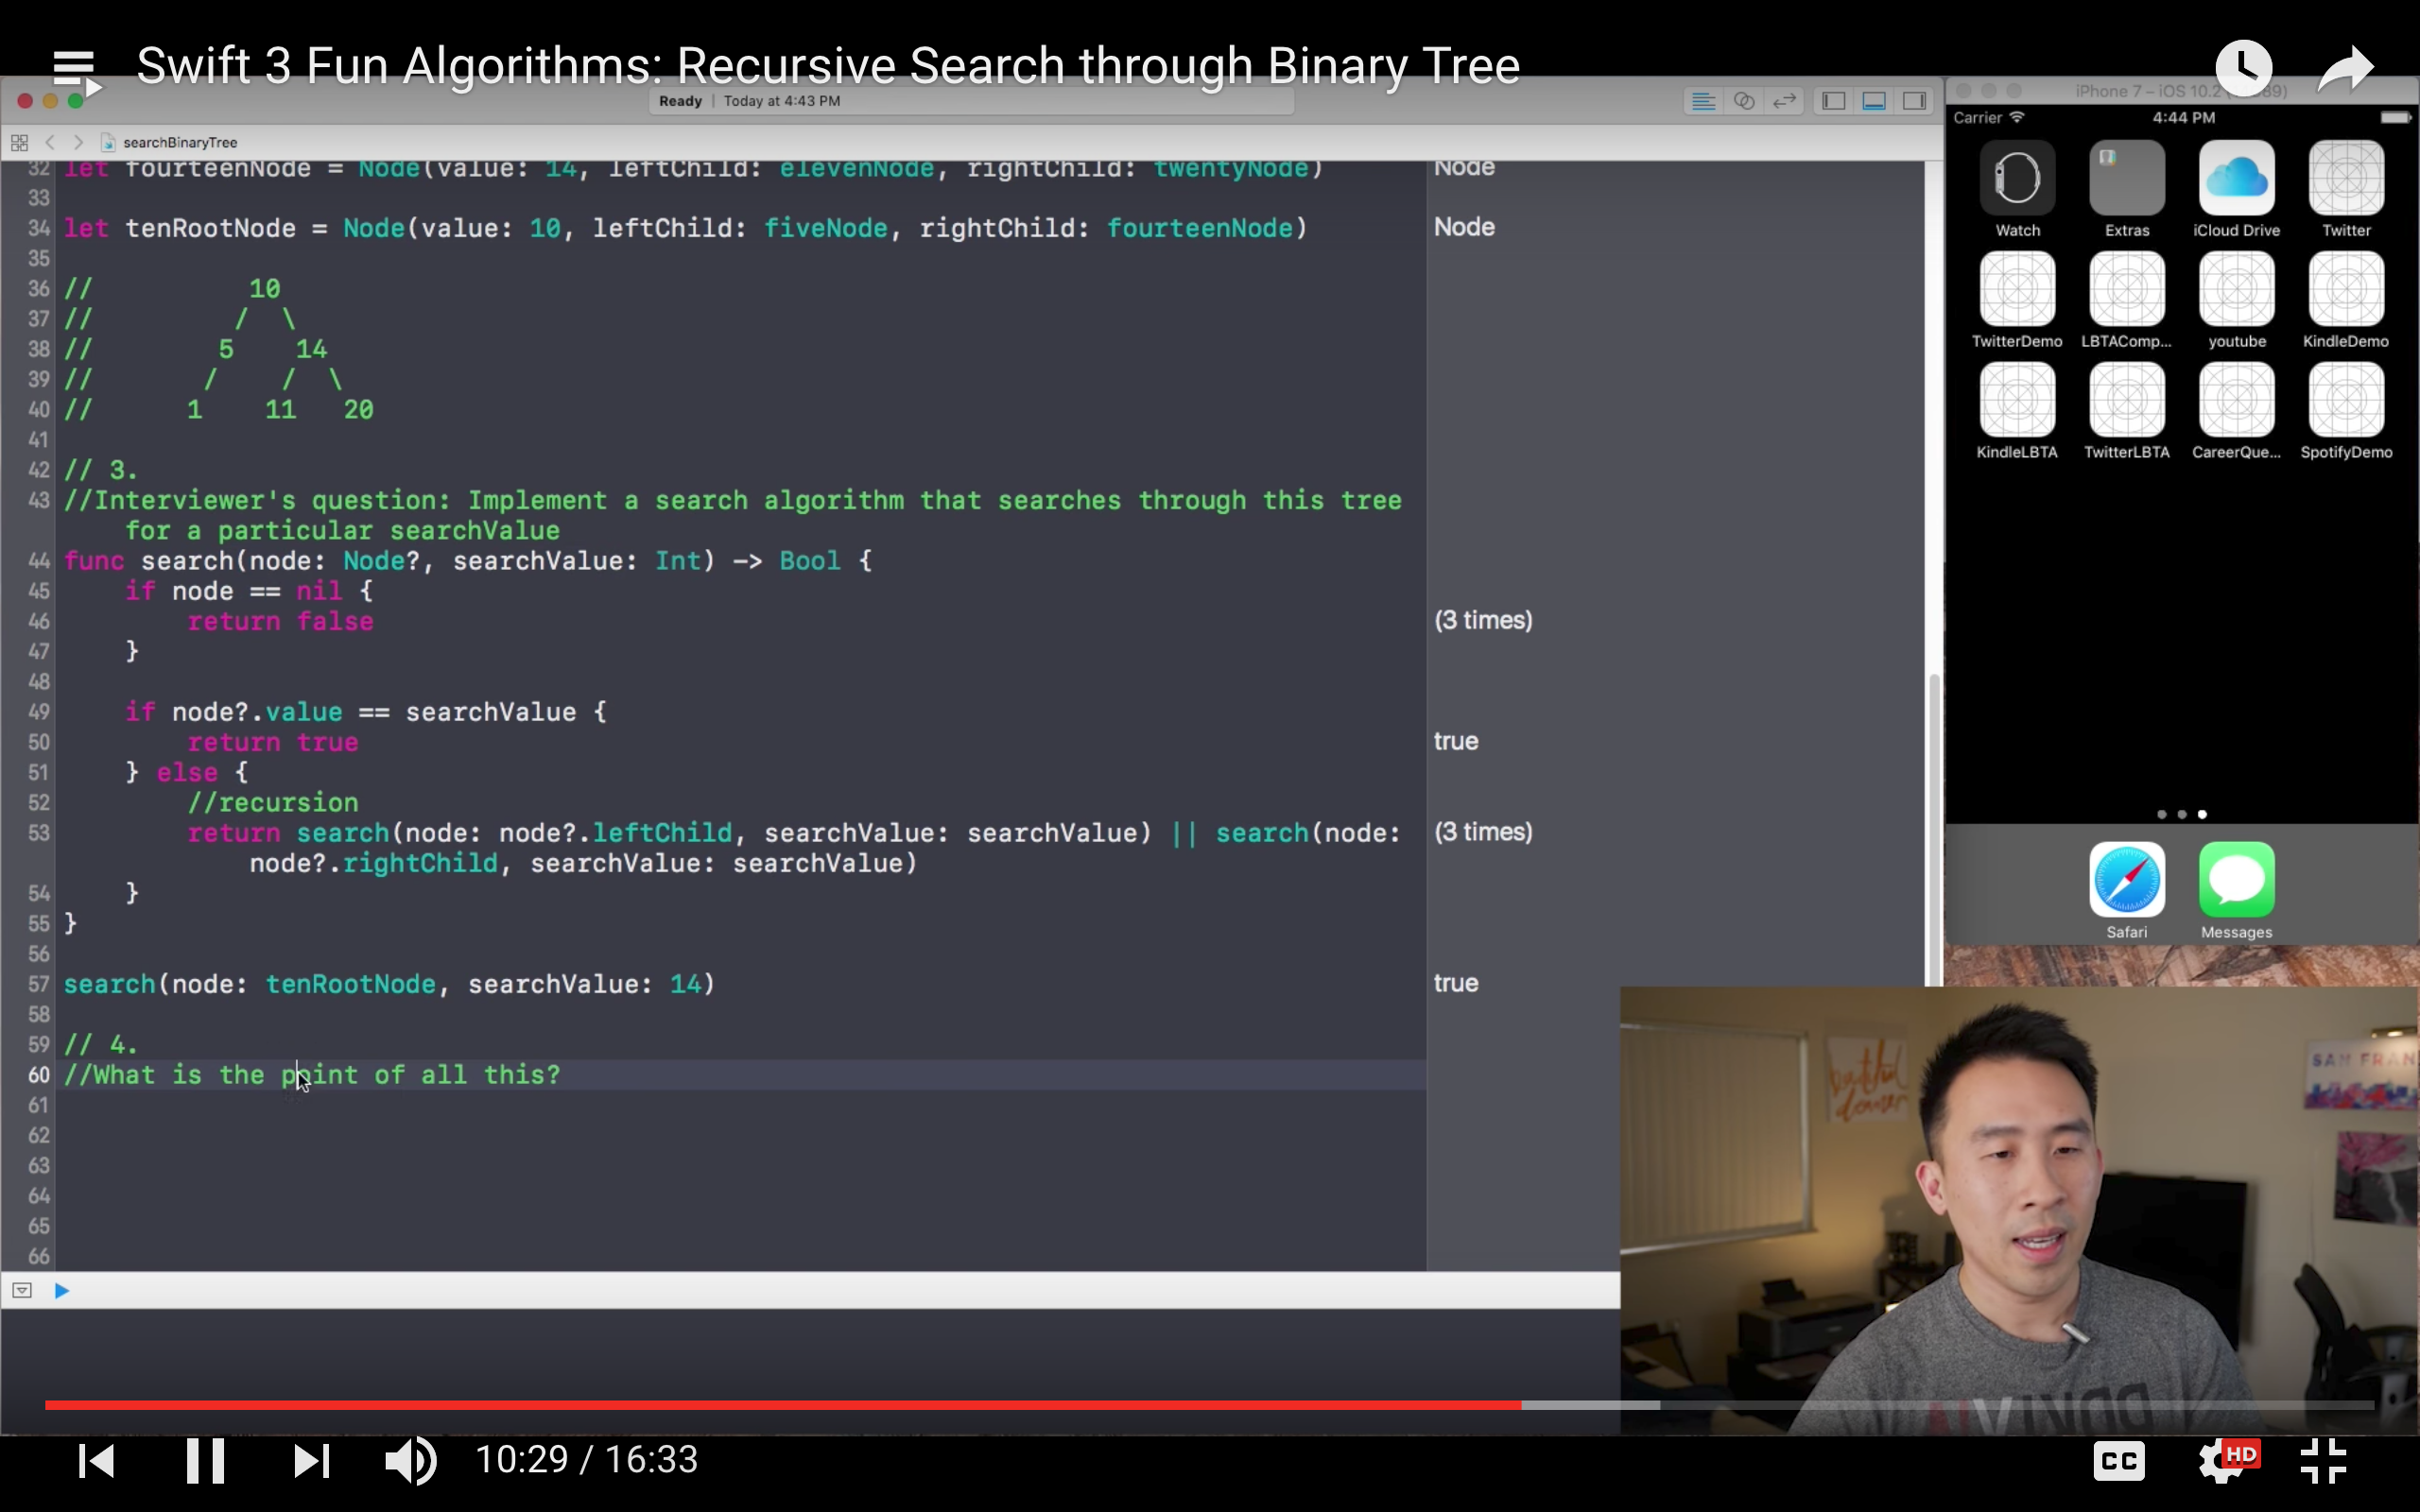 Swift 3 Fun Algorithms: Recursive Search through Binary Tree
Ready | Today at 4:43 PM
searchBinaryTree
32 let fourteenNode = Node(value: 14, leftChild: elevenNode, rightChild: twentyNode) Node
33
34 let tenRootNode = Node(value: 10, leftChild: fiveNode, rightChild: fourteenNode) Node
35
36 // 10
37 // / \
38 // 5 14
39 // / / \
40 // 1 11 20
41
42 // 3.
43 //Interviewer's question: Implement a search algorithm that searches through this tree
for a particular searchValue
44 func search(node: Node?, searchValue: Int) -> Bool {
45 if node == nil {
46 return false (3 times)
47 }
48
49 if node?.value == searchValue {
50 return true true
51 } else {
52 //recursion
53 return search(node: node?.leftChild, searchValue: searchValue) || search(node: (3 times)
node?.rightChild, searchValue: searchValue)
54 }
55 }
56
57 search(node: tenRootNode, searchValue: 14) true
58
59 // 4.
60 //What is the point of all this?
61
62
63
64
65
66
iPhone 7 – iOS 10.2
Carrier 4:44 PM
Watch Extras iCloud Drive Twitter
TwitterDemo LBTAComp... youtube KindleDemo
KindleLBTA TwitterLBTA CareerQue... SpotifyDemo
Safari Messages
SAN FRAN
10:29 / 16:33
CC HD